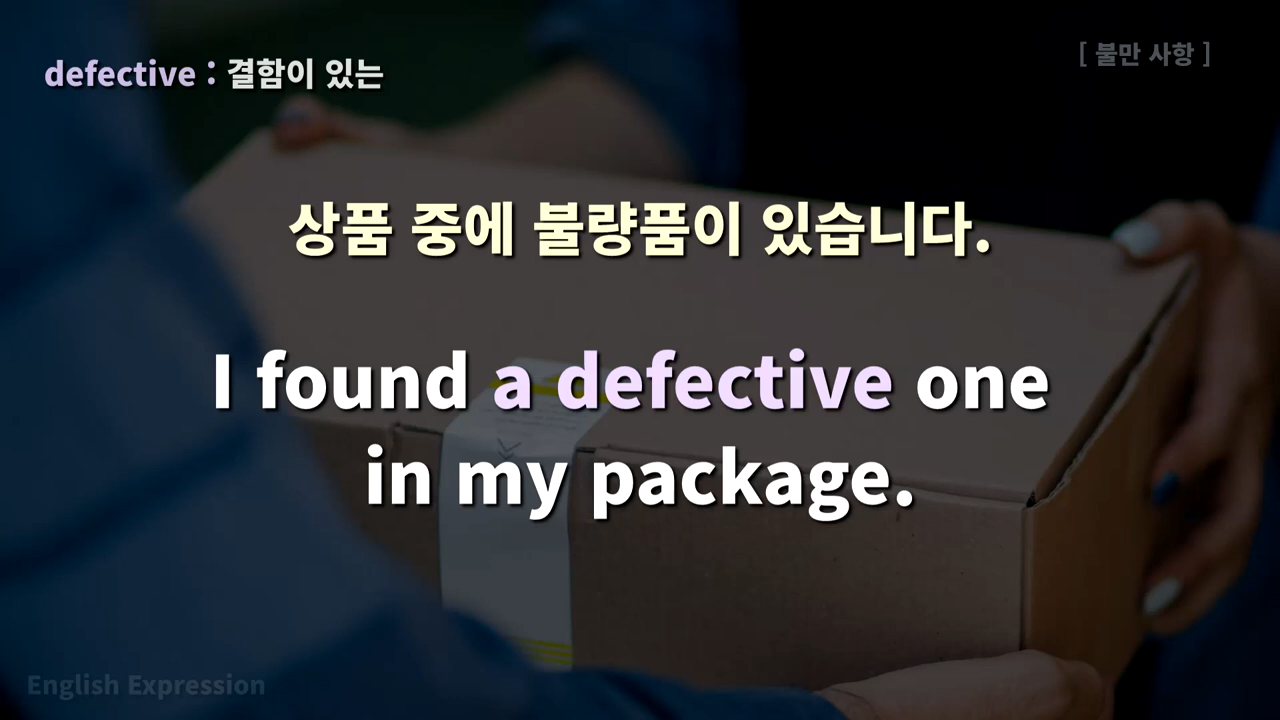 defective : 결함이 있는
[ 불만 사항 ]
상품 중에 불량품이 있습니다.
I found a defective one
in my package.
English Expression